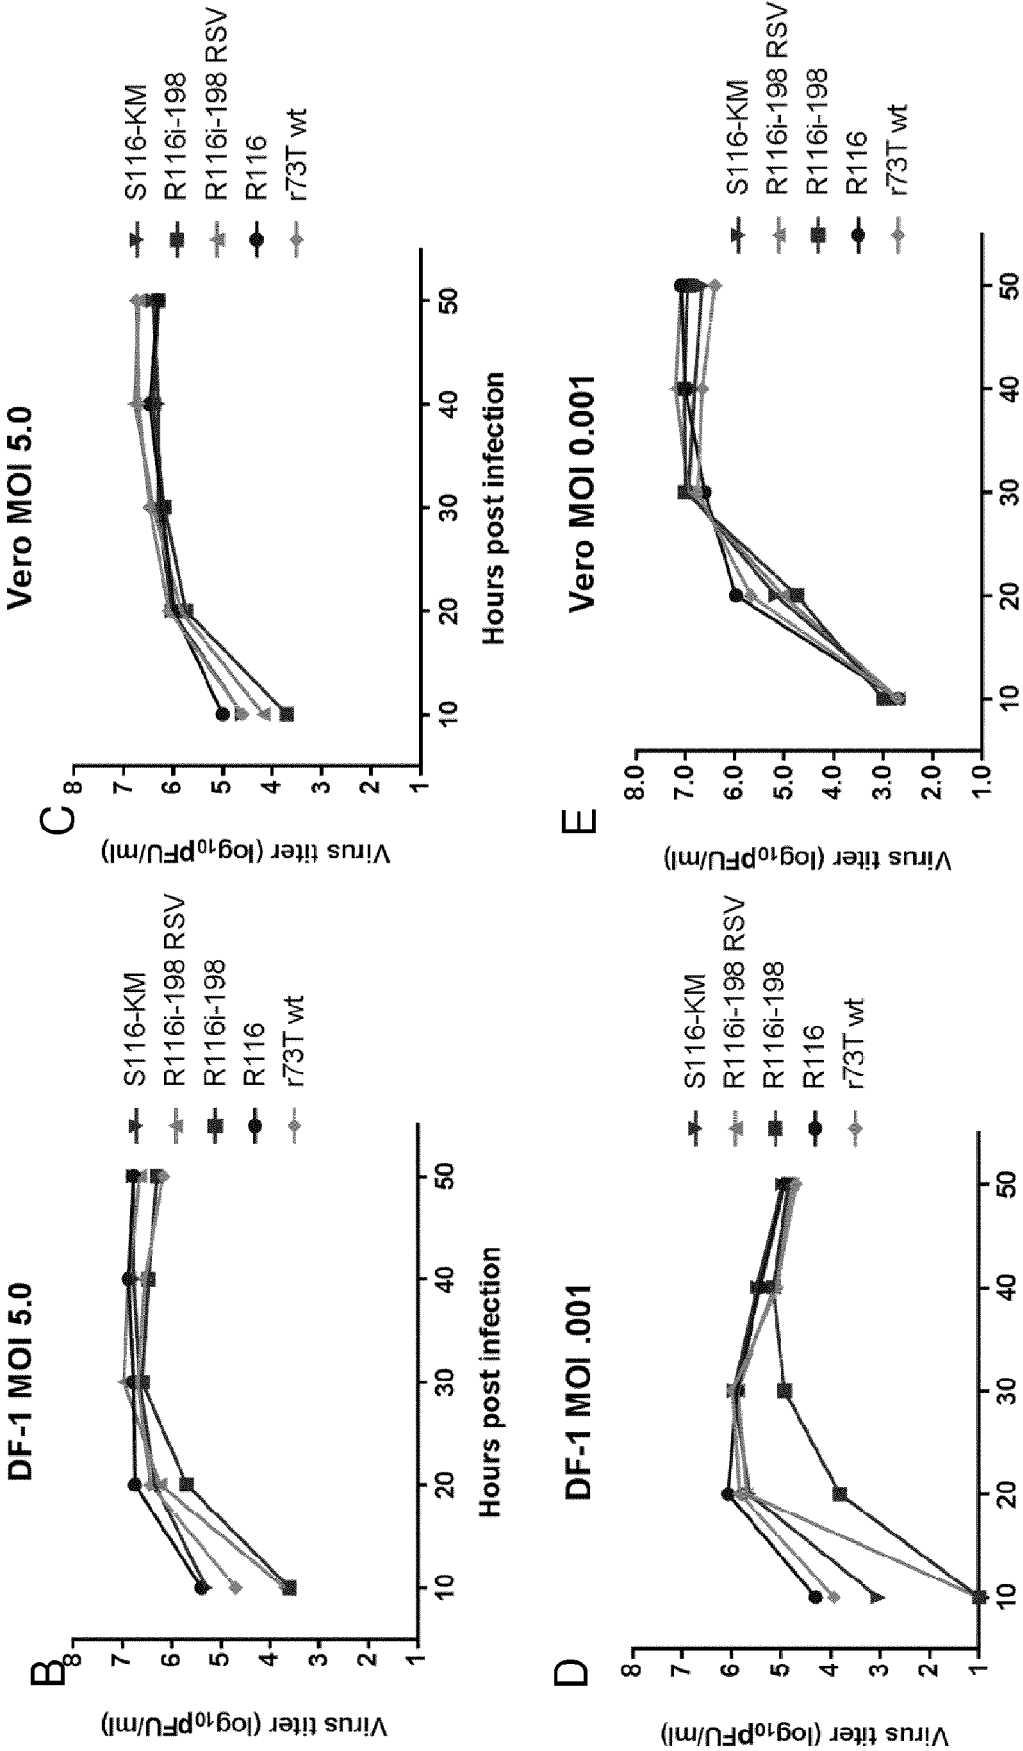 B
DF-1 MOI 5.0
Virus titer (log10pFU/ml)
8
7
6
5
4
3
2
1
10
20
30
40
50
Hours post infection
S116-KM
R116i-198 RSV
R116i-198
R116
r73T wt
C
Vero MOI 5.0
Virus titer (log10pFU/ml)
8
7
6
5
4
3
2
1
10
20
30
40
50
Hours post infection
S116-KM
R116i-198
R116i-198 RSV
R116
r73T wt
D
DF-1 MOI .001
Virus titer (log10pFU/ml)
8
7
6
5
4
3
2
1
10
20
30
40
50
S116-KM
R116i-198 RSV
R116i-198
R116
r73T wt
E
Vero MOI 0.001
Virus titer (log10pFU/ml)
8.0
7.0
6.0
5.0
4.0
3.0
2.0
1.0
10
20
30
40
50
S116-KM
R116i-198 RSV
R116i-198
R116
r73T wt